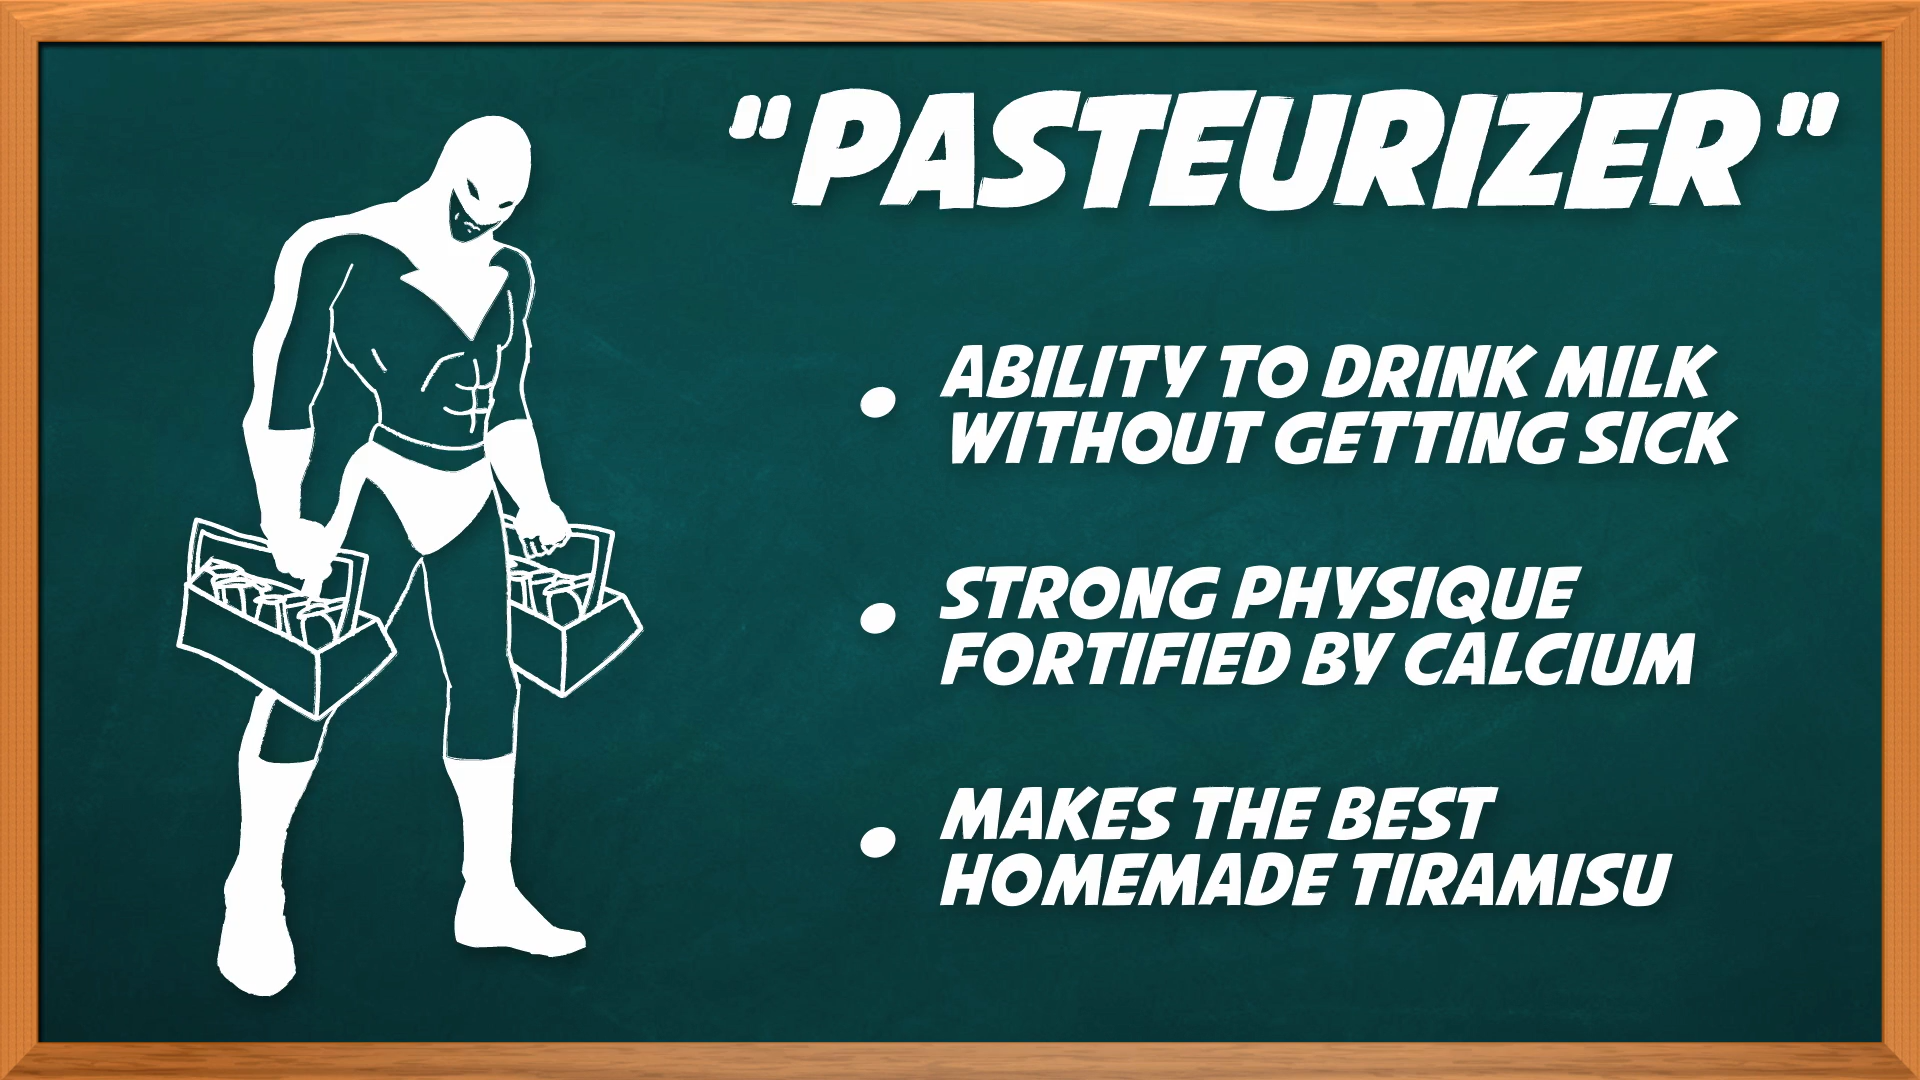 "PASTEURIZER"
• ABILITY TO DRINK MILK
WITHOUT GETTING SICK
• STRONG PHYSIQUE
FORTIFIED BY CALCIUM
• MAKES THE BEST
HOMEMADE TIRAMISU